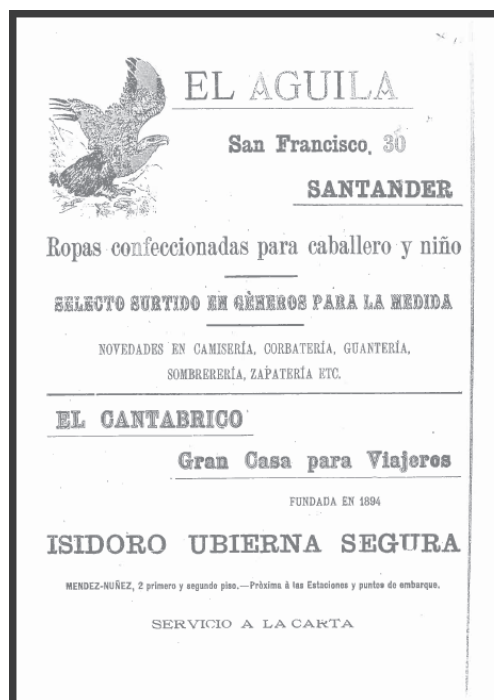 EL AGUILA
San Francisco, 30
SANTANDER
Ropas confeccionadas para caballero y niño
SELECTO SURTIDO EN GÈNEROS PARA LA MEDIDA
NOVEDADES EN CAMISERÍA, CORBATERÍA, GUANTERÍA,
SOMBRERERÍA, ZAPATERÍA ETC.
EL CANTABRICO
Gran Casa para Viajeros
FUNDADA EN 1894
ISIDORO UBIERNA SEGURA
MENDEZ-NUÑEZ, 2 primero y segundo piso.—Pròxima à las Estaciones y puntos de embarque.
SERVICIO A LA CARTA